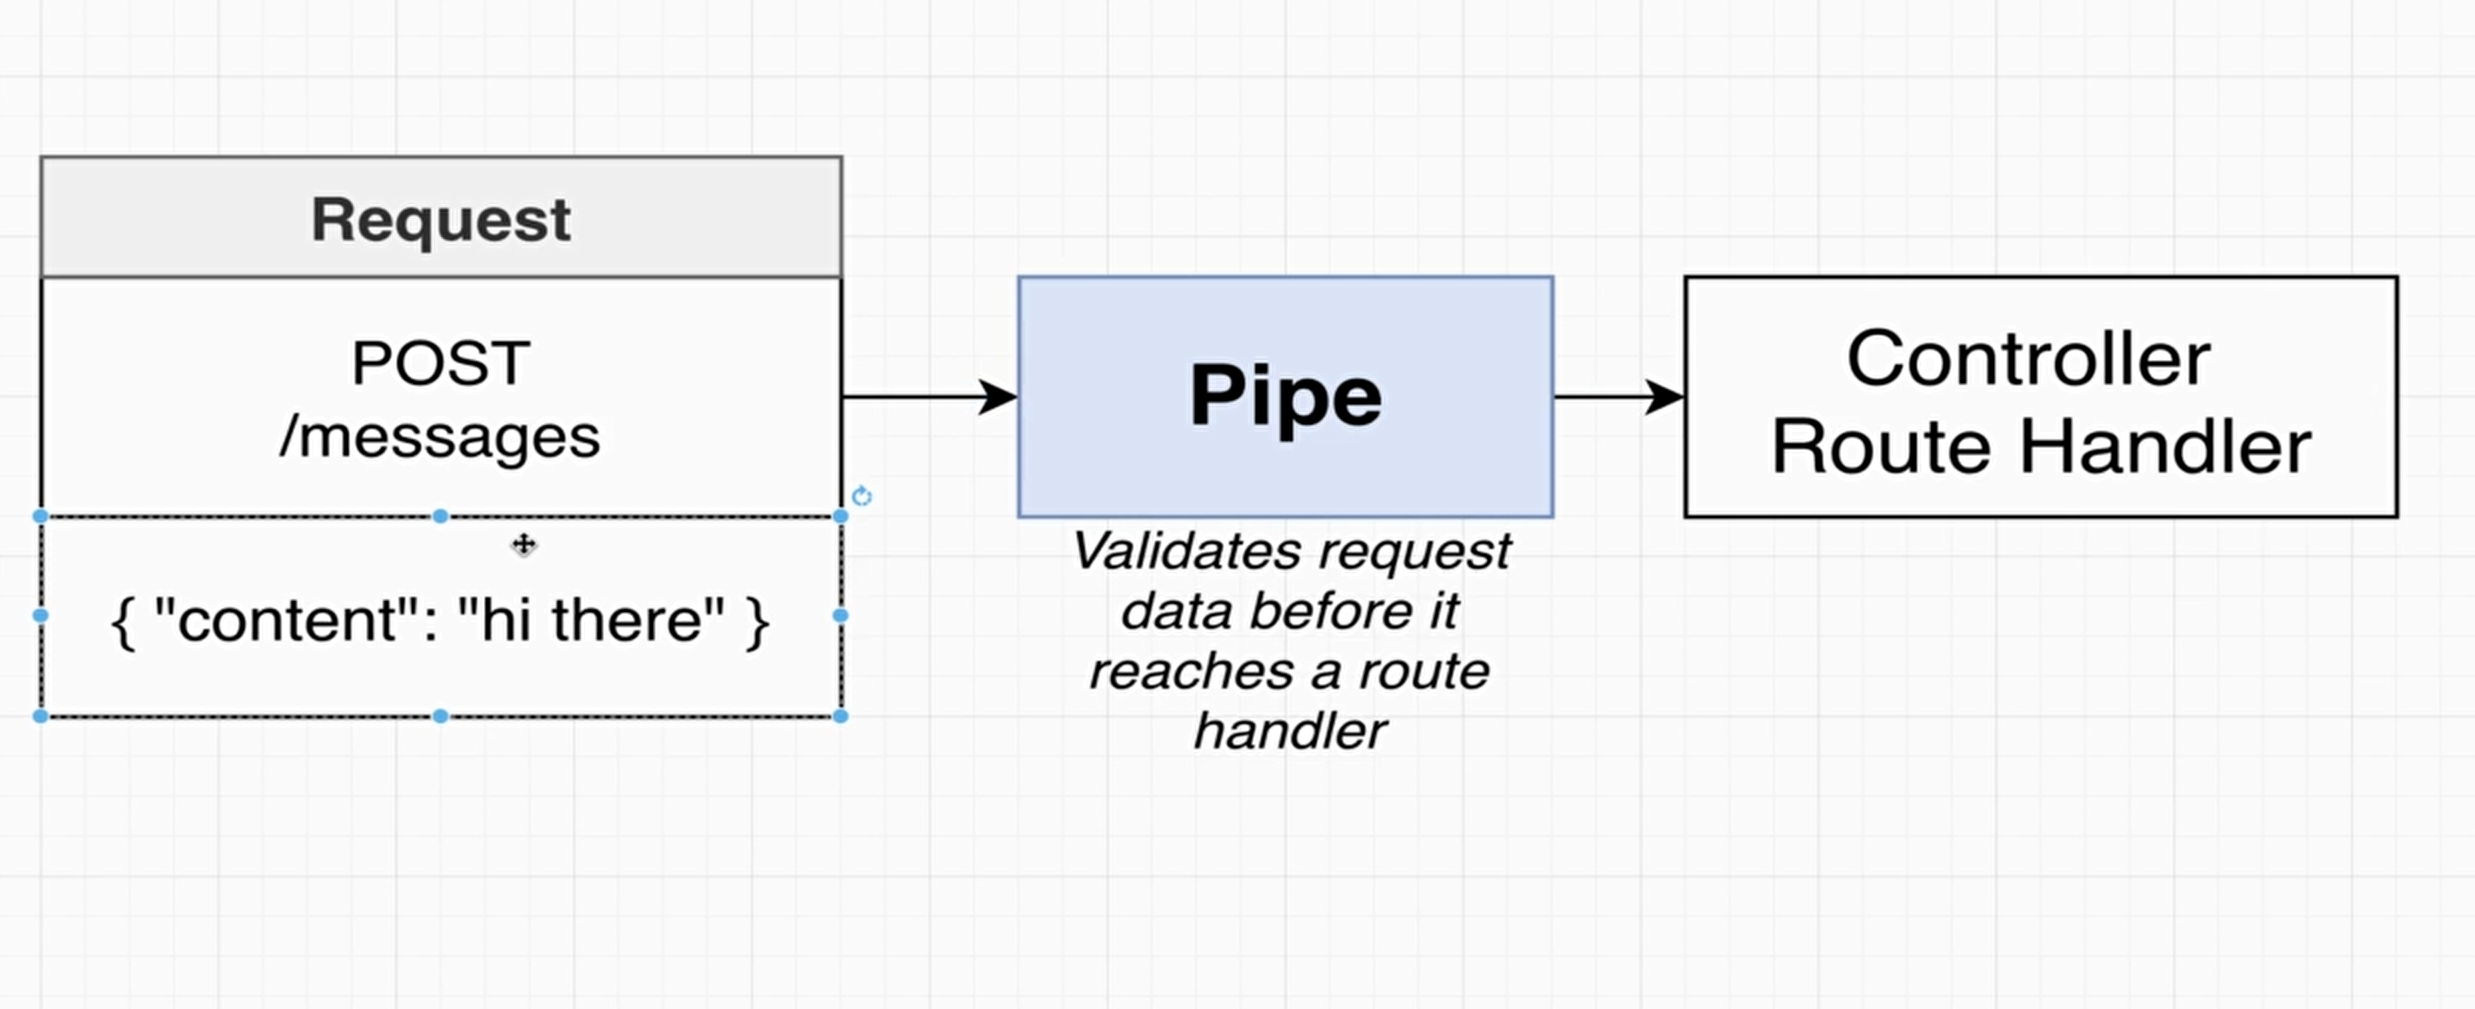 Request
POST
/messages
{ "content": "hi there" }
Pipe
Validates request
data before it
reaches a route
handler
Controller
Route Handler